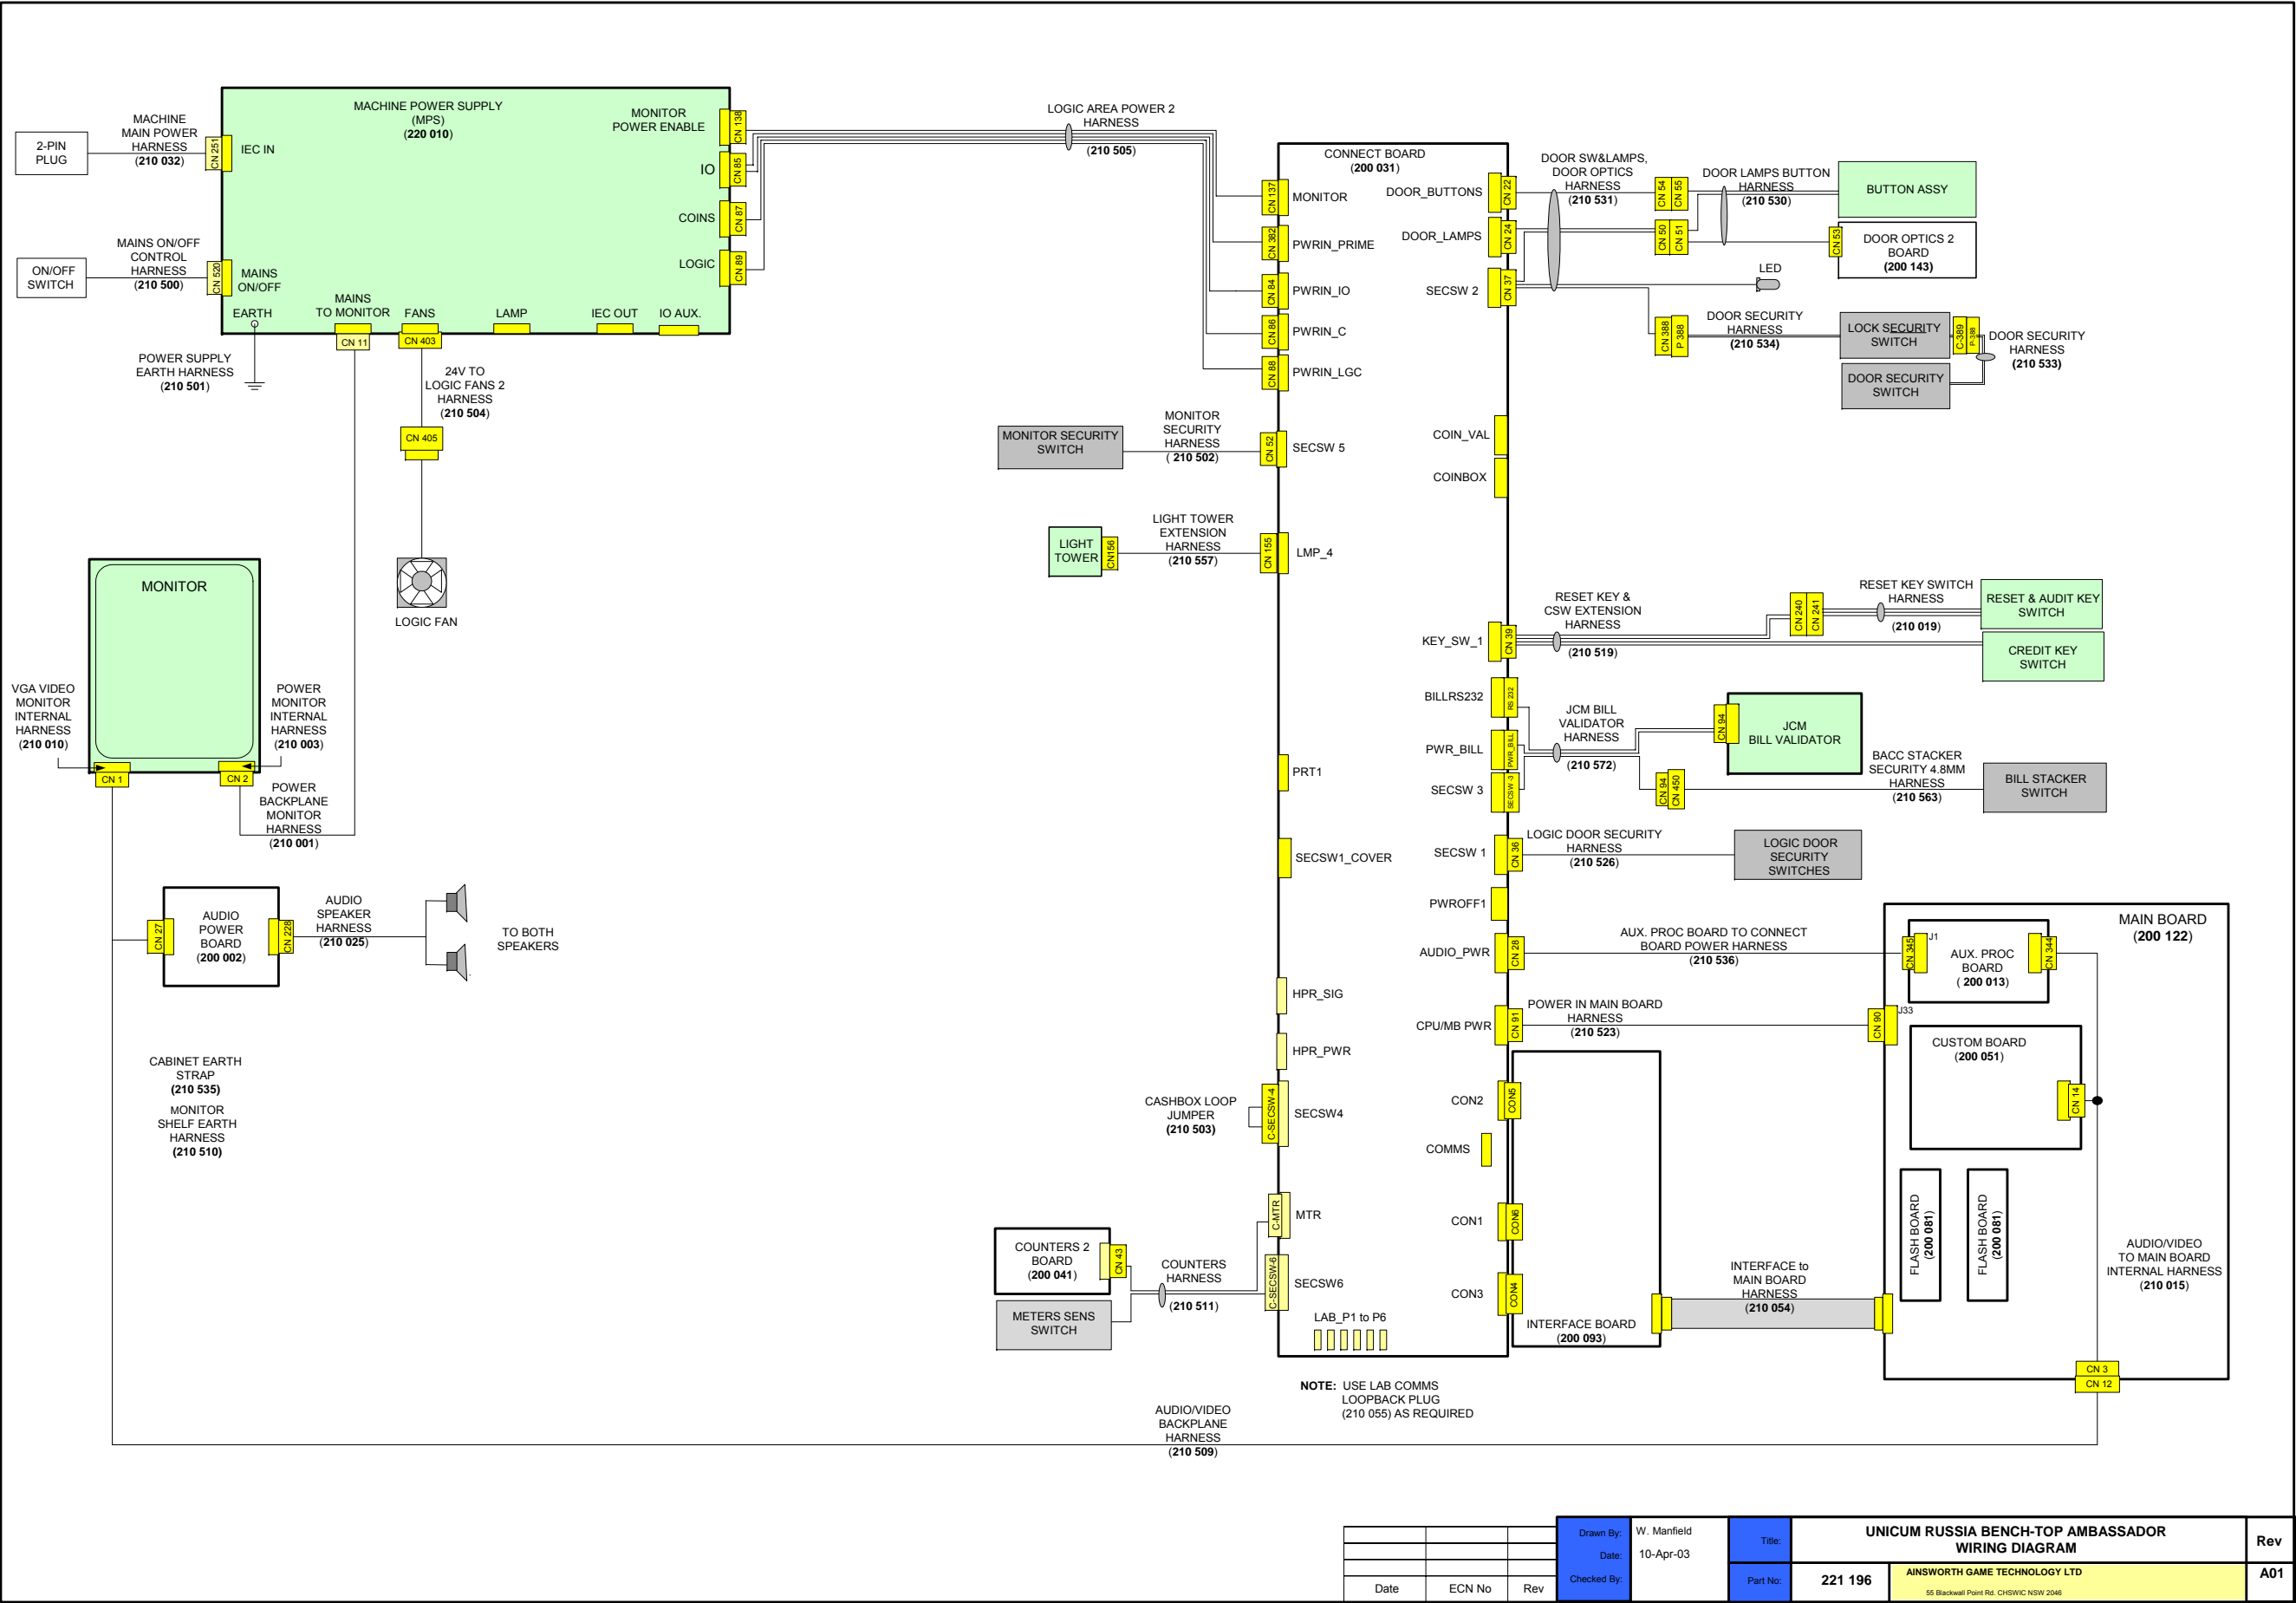 2-PIN
PLUG
MACHINE
MAIN POWER
HARNESS
(210 032)
CN 251
IEC IN
MACHINE POWER SUPPLY
(MPS)
(220 010)
MONITOR
POWER ENABLE
CN 138
IO
CN 85
COINS
CN 87
LOGIC
CN 89
ON/OFF
SWITCH
MAINS ON/OFF
CONTROL
HARNESS
(210 500)
CN 520
MAINS
ON/OFF
EARTH
MAINS
TO MONITOR
FANS
LAMP
IEC OUT
IO AUX.
CN 11
CN 403
POWER SUPPLY
EARTH HARNESS
(210 501)
24V TO
LOGIC FANS 2
HARNESS
(210 504)
CN 405
LOGIC FAN
LOGIC AREA POWER 2
HARNESS
(210 505)
MONITOR
VGA VIDEO
MONITOR
INTERNAL
HARNESS
(210 010)
POWER
MONITOR
INTERNAL
HARNESS
(210 003)
CN 1
CN 2
POWER
BACKPLANE
MONITOR
HARNESS
(210 001)
CN 27
AUDIO
POWER
BOARD
(200 002)
CN 228
AUDIO
SPEAKER
HARNESS
(210 025)
TO BOTH
SPEAKERS
CABINET EARTH
STRAP
(210 535)
MONITOR
SHELF EARTH
HARNESS
(210 510)
CONNECT BOARD
(200 031)
CN 137
MONITOR
CN 382
PWRIN_PRIME
CN 84
PWRIN_IO
CN 86
PWRIN_C
CN 88
PWRIN_LGC
MONITOR SECURITY
SWITCH
MONITOR
SECURITY
HARNESS
( 210 502)
CN 52
SECSW 5
LIGHT
TOWER
CN156
LIGHT TOWER
EXTENSION
HARNESS
(210 557)
CN 155
LMP_4
PRT1
SECSW1_COVER
HPR_SIG
HPR_PWR
CASHBOX LOOP
JUMPER
(210 503)
C-SECSW-4
SECSW4
C-MTR
MTR
COUNTERS 2
BOARD
(200 041)
CN 43
METERS SENS
SWITCH
COUNTERS
HARNESS
(210 511)
C-SECSW-6
SECSW6
LAB_P1 to P6
NOTE: USE LAB COMMS
LOOPBACK PLUG
(210 055) AS REQUIRED
DOOR_BUTTONS
CN 22
DOOR_LAMPS
CN 24
SECSW 2
CN 37
DOOR SW&LAMPS,
DOOR OPTICS
HARNESS
(210 531)
CN 54
CN 55
CN 50
CN 51
DOOR LAMPS BUTTON
HARNESS
(210 530)
BUTTON ASSY
CN 53
DOOR OPTICS 2
BOARD
(200 143)
LED
CN 388
P 388
DOOR SECURITY
HARNESS
(210 534)
LOCK SECURITY
SWITCH
C-389
P-388
DOOR SECURITY
HARNESS
(210 533)
DOOR SECURITY
SWITCH
COIN_VAL
COINBOX
KEY_SW_1
CN 39
RESET KEY &
CSW EXTENSION
HARNESS
(210 519)
CN 240
CN 241
RESET KEY SWITCH
HARNESS
(210 019)
RESET & AUDIT KEY
SWITCH
CREDIT KEY
SWITCH
BILLRS232
RS 232
PWR_BILL
PWR_BILL
SECSW 3
SECSW -3
JCM BILL
VALIDATOR
HARNESS
(210 572)
CN 94
JCM
BILL VALIDATOR
CN 94
CN 450
BACC STACKER
SECURITY 4.8MM
HARNESS
(210 563)
BILL STACKER
SWITCH
SECSW 1
CN 36
LOGIC DOOR SECURITY
HARNESS
(210 526)
LOGIC DOOR
SECURITY
SWITCHES
PWROFF1
AUDIO_PWR
CN 28
AUX. PROC BOARD TO CONNECT
BOARD POWER HARNESS
(210 536)
CPU/MB PWR
CN 91
POWER IN MAIN BOARD
HARNESS
(210 523)
MAIN BOARD
(200 122)
CN 345
J1
AUX. PROC
BOARD
( 200 013)
CN 344
CN 90
J33
CUSTOM BOARD
(200 051)
CN 14
CON2
CON5
COMMS
CON1
CON6
CON3
CON4
INTERFACE BOARD
(200 093)
INTERFACE to
MAIN BOARD
HARNESS
(210 054)
FLASH BOARD
(200 081)
FLASH BOARD
(200 081)
AUDIO/VIDEO
TO MAIN BOARD
INTERNAL HARNESS
(210 015)
CN 3
CN 12
AUDIO/VIDEO
BACKPLANE
HARNESS
(210 509)
Date
ECN No
Rev
Drawn By:
W. Manfield
Date:
10-Apr-03
Checked By:
Title:
UNICUM RUSSIA BENCH-TOP AMBASSADOR
WIRING DIAGRAM
Rev
Part No:
221 196
AINSWORTH GAME TECHNOLOGY LTD
55 Blackwall Point Rd. CHSWIC NSW 2046
A01